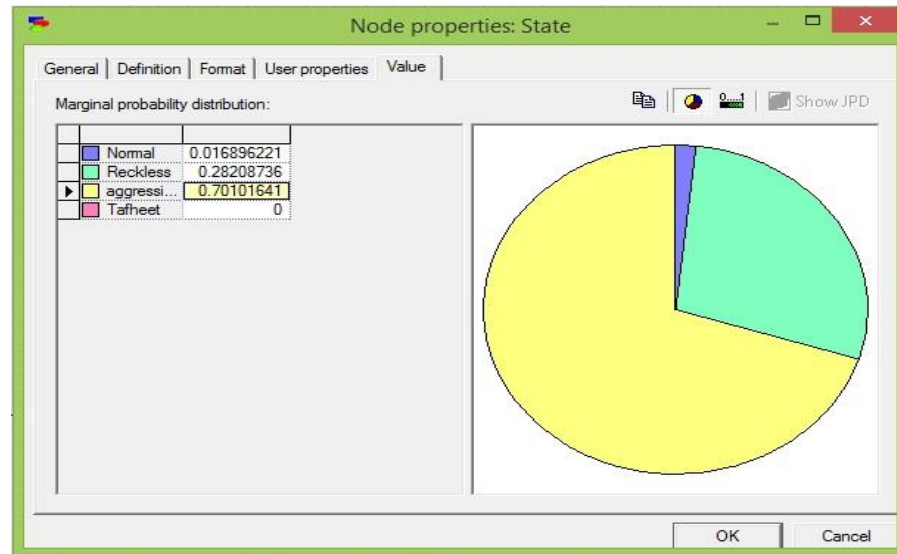 Node properties: State
General Definition Format User properties Value
Marginal probability distribution:
Show JPD
Normal 0.016896221
Reckless 0.28208736
aggressi... 0.70101641
Tafheet 0
OK Cancel